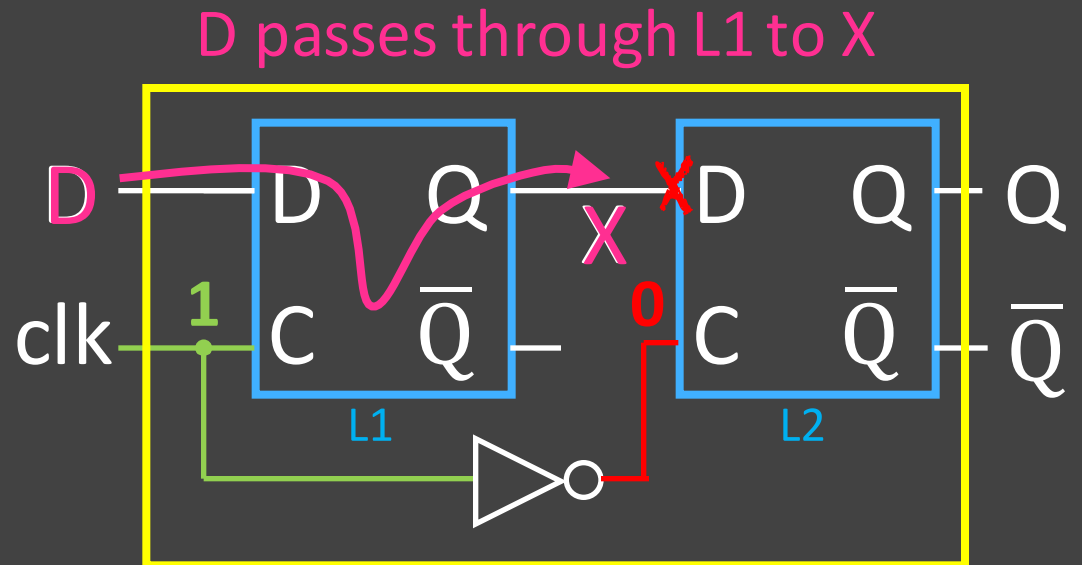 D passes through L1 to X
D D Q X D Q Q
X
1 0
clk C Q̅ C Q̅ Q̅
L1 L2